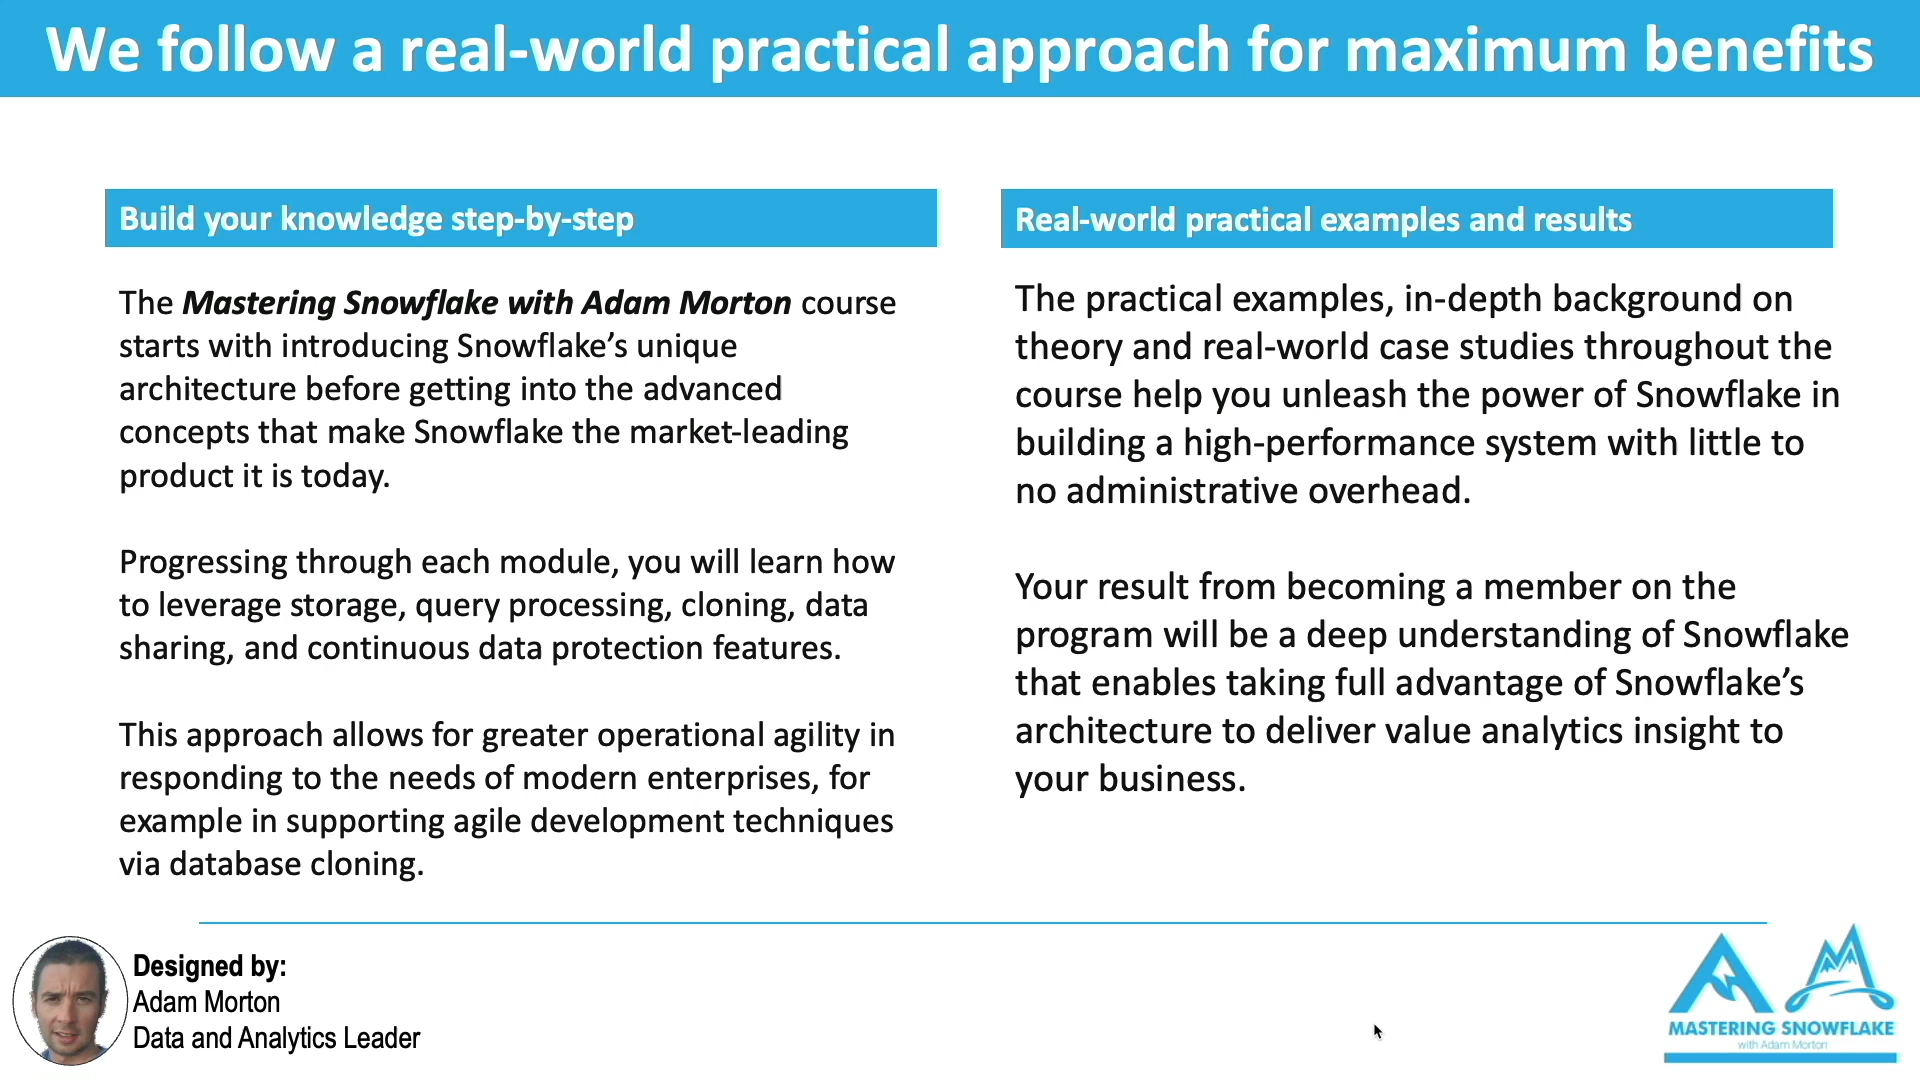 We follow a real-world practical approach for maximum benefits
Build your knowledge step-by-step
The Mastering Snowflake with Adam Morton course
starts with introducing Snowflake’s unique
architecture before getting into the advanced
concepts that make Snowflake the market-leading
product it is today.
Progressing through each module, you will learn how
to leverage storage, query processing, cloning, data
sharing, and continuous data protection features.
This approach allows for greater operational agility in
responding to the needs of modern enterprises, for
example in supporting agile development techniques
via database cloning.
Real-world practical examples and results
The practical examples, in-depth background on
theory and real-world case studies throughout the
course help you unleash the power of Snowflake in
building a high-performance system with little to
no administrative overhead.
Your result from becoming a member on the
program will be a deep understanding of Snowflake
that enables taking full advantage of Snowflake’s
architecture to deliver value analytics insight to
your business.
Designed by:
Adam Morton
Data and Analytics Leader
MASTERING SNOWFLAKE
with Adam Morton